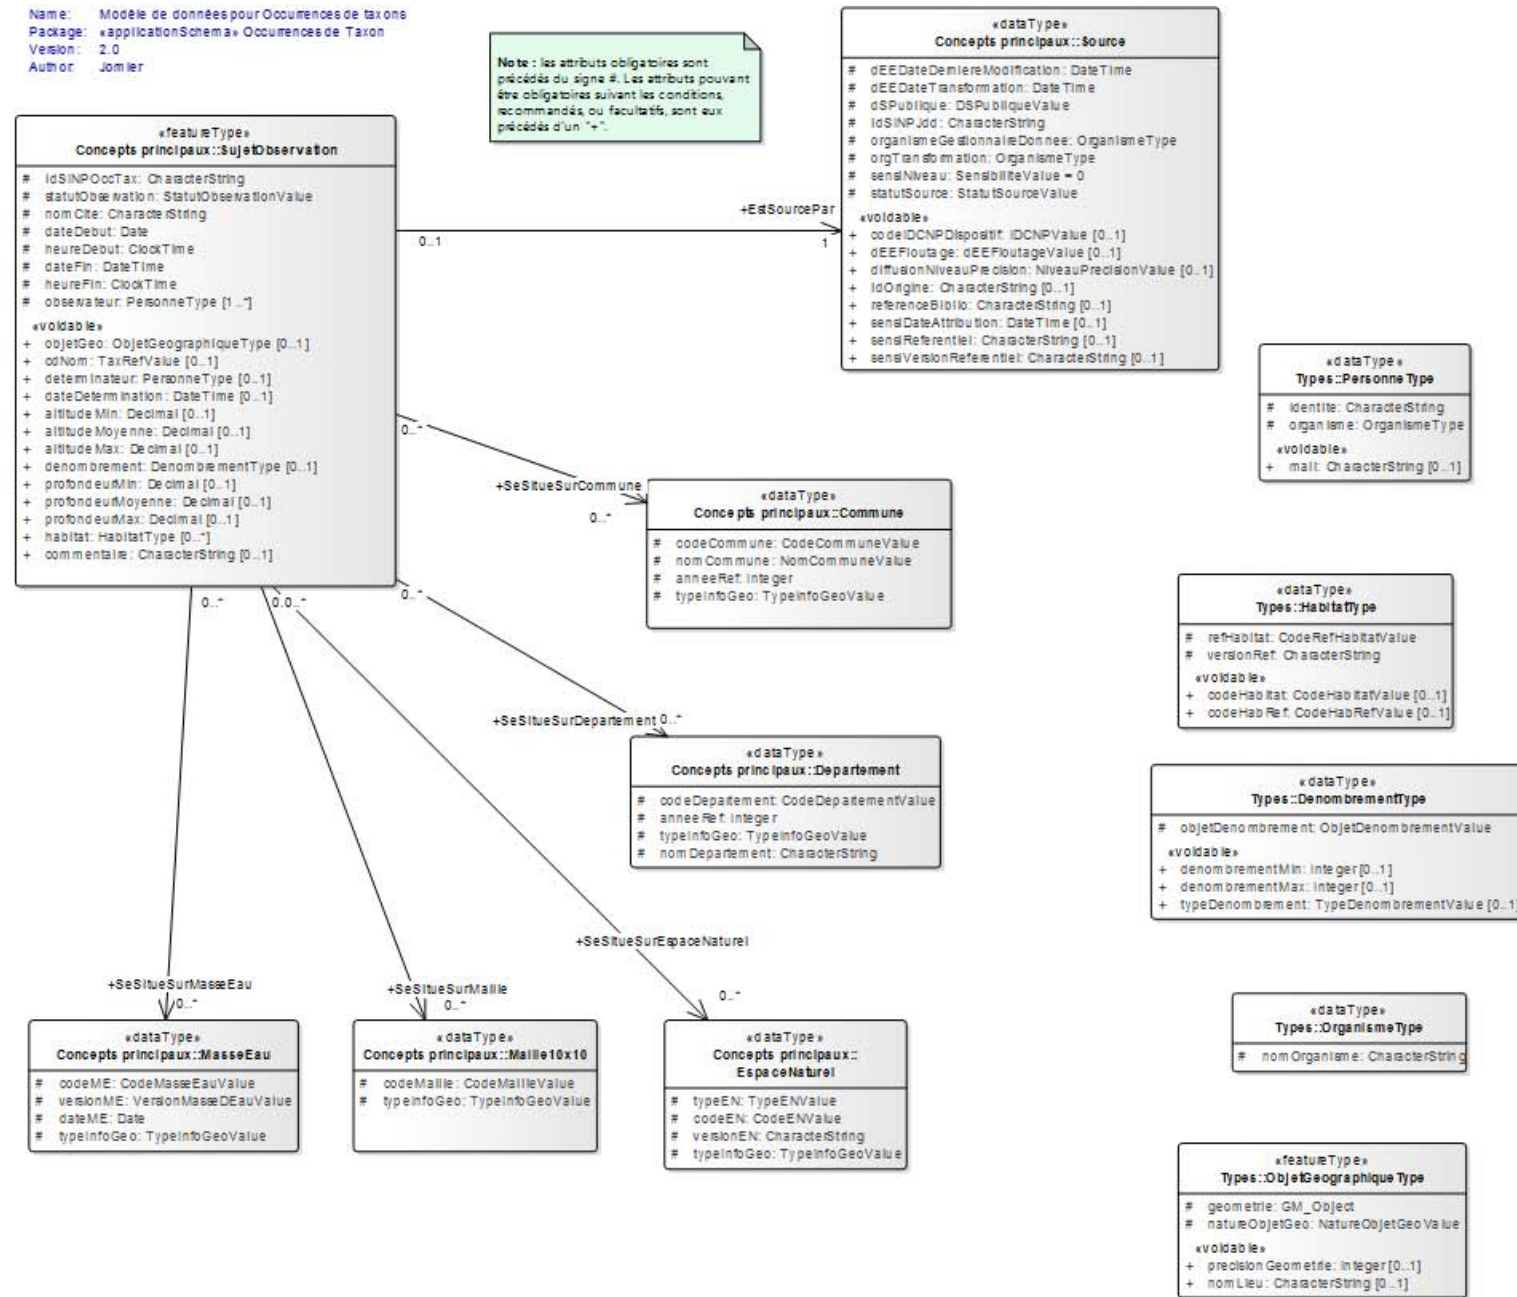 Name: Modèle de données pour Occurrences de taxons
Package: «applicationSchema» Occurrences de Taxon
Version: 2.0
Author: Jomier
Note : les attributs obligatoires sont
précédés du signe #. Les attributs pouvant
être obligatoires suivant les conditions,
recommandés, ou facultatifs, sont eux
précédés d'un "+".
«featureType»
Concepts principaux::SujetObservation
# idSINPOccTax: CharacterString
# statutObservation: StatutObservationValue
# nomCite: CharacterString
# dateDebut: Date
# heureDebut: ClockTime
# dateFin: DateTime
# heureFin: ClockTime
# observateur: PersonneType [1..*]
«voidable»
+ objetGeo: ObjetGeographiqueType [0..1]
+ cdNom: TaxRefValue [0..1]
+ determinateur: PersonneType [0..1]
+ dateDetermination: DateTime [0..1]
+ altitudeMin: Decimal [0..1]
+ altitudeMoyenne: Decimal [0..1]
+ altitudeMax: Decimal [0..1]
+ denombrement: DenombrementType [0..1]
+ profondeurMin: Decimal [0..1]
+ profondeurMoyenne: Decimal [0..1]
+ profondeurMax: Decimal [0..1]
+ habitat: HabitatType [0..*]
+ commentaire: CharacterString [0..1]
«dataType»
Concepts principaux::Source
# dEEDateDerniereModification: DateTime
# dEEDateTransformation: DateTime
# dSPublique: DSPubliqueValue
# idSINPJdd: CharacterString
# organismeGestionnaireDonnee: OrganismeType
# orgTransformation: OrganismeType
# sensiNiveau: SensibiliteValue = 0
# statutSource: StatutSourceValue
«voidable»
+ codeIDCNPDispositif: IDCNPValue [0..1]
+ dEEFloutage: dEEFloutageValue [0..1]
+ diffusionNiveauPrecision: NiveauPrecisionValue [0..1]
+ idOrigine: CharacterString [0..1]
+ referenceBiblio: CharacterString [0..1]
+ sensiDateAttribution: DateTime [0..1]
+ sensiReferentiel: CharacterString [0..1]
+ sensiVersionReferentiel: CharacterString [0..1]
+EstSourcePar
0..1
1
«dataType»
Types::PersonneType
# identite: CharacterString
# organisme: OrganismeType
«voidable»
+ mail: CharacterString [0..1]
0..*
+SeSitueSurCommune
0..*
«dataType»
Concepts principaux::Commune
# codeCommune: CodeCommuneValue
# nomCommune: NomCommuneValue
# anneeRef: Integer
# typeInfoGeo: TypeInfoGeoValue
«dataType»
Types::HabitatType
# refHabitat: CodeRefHabitatValue
# versionRef: CharacterString
«voidable»
+ codeHabitat: CodeHabitatValue [0..1]
+ codeHabRef: CodeHabRefValue [0..1]
0..*
0.0..*
0..*
+SeSitueSurDepartement 0..*
«dataType»
Concepts principaux::Departement
# codeDepartement: CodeDepartementValue
# anneeRef: Integer
# typeInfoGeo: TypeInfoGeoValue
# nomDepartement: CharacterString
«dataType»
Types::DenombrementType
# objetDenombrement: ObjetDenombrementValue
«voidable»
+ denombrementMin: Integer [0..1]
+ denombrementMax: Integer [0..1]
+ typeDenombrement: TypeDenombrementValue [0..1]
+SeSitueSurEspaceNaturel
0..*
+SeSitueSurMasseEau
0..*
+SeSitueSurMaille
0..*
«dataType»
Concepts principaux::MasseEau
# codeME: CodeMasseEauValue
# versionME: VersionMasseDEauValue
# dateME: Date
# typeInfoGeo: TypeInfoGeoValue
«dataType»
Concepts principaux::Maille10x10
# codeMaille: CodeMailleValue
# typeInfoGeo: TypeInfoGeoValue
«dataType»
Concepts principaux::
EspaceNaturel
# typeEN: TypeENValue
# codeEN: CodeENValue
# versionEN: CharacterString
# typeInfoGeo: TypeInfoGeoValue
«dataType»
Types::OrganismeType
# nomOrganisme: CharacterString
«featureType»
Types::ObjetGeographiqueType
# geometrie: GM_Object
# natureObjetGeo: NatureObjetGeoValue
«voidable»
+ precisionGeometrie: Integer [0..1]
+ nomLieu: CharacterString [0..1]